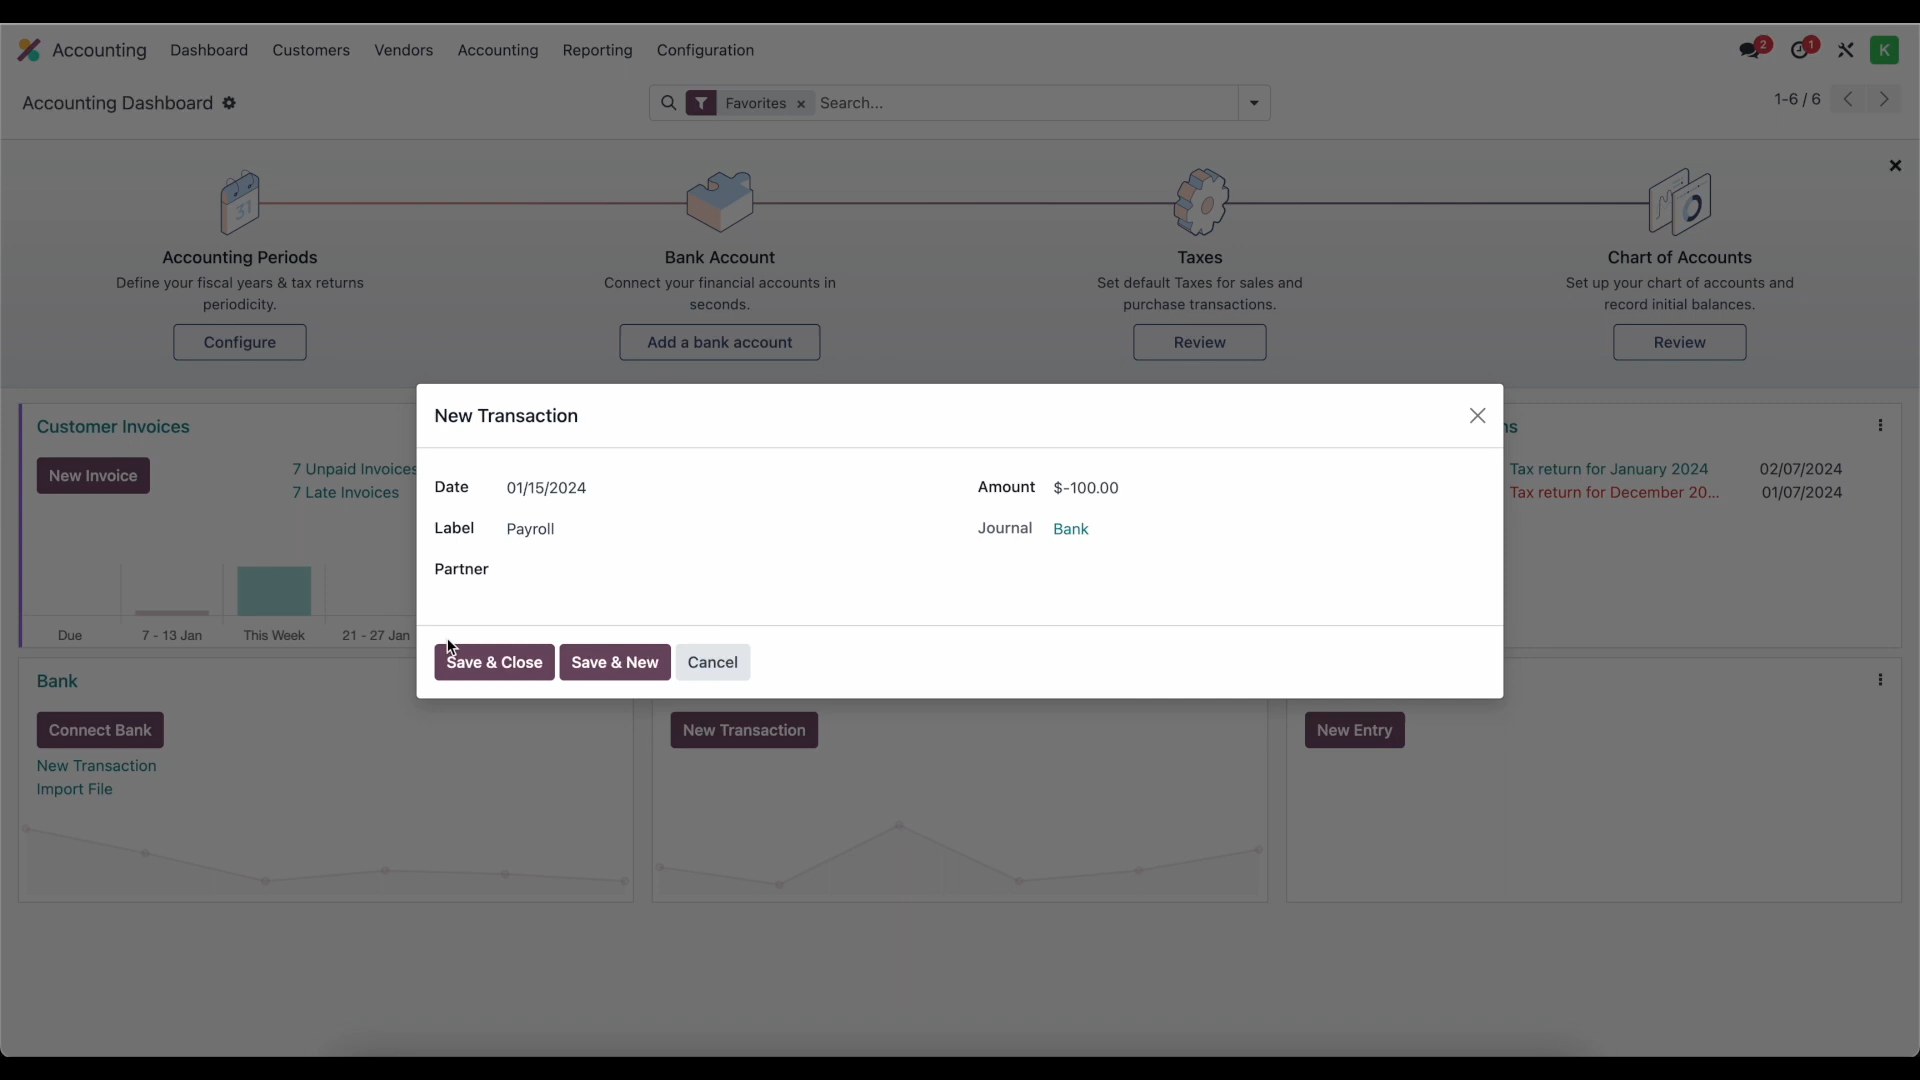 Accounting Dashboard Customers Vendors Accounting Reporting Configuration 2 1 K
Accounting Dashboard Favorites Search... 1-6 / 6
31
Accounting Periods
Define your fiscal years & tax returns
periodicity.
Configure
Bank Account
Connect your financial accounts in
seconds.
Add a bank account
Taxes
Set default Taxes for sales and
purchase transactions.
Review
Chart of Accounts
Set up your chart of accounts and
record initial balances.
Review
Customer Invoices
New Invoice
7 Unpaid Invoices
7 Late Invoices
Due 7 - 13 Jan This Week 21 - 27 Jan
New Transaction
Date 01/15/2024 Amount $-100.00
Label Payroll Journal Bank
Partner
Save & Close Save & New Cancel
Tax return for January 2024 02/07/2024
Tax return for December 20... 01/07/2024
Bank
Connect Bank
New Transaction
Import File
New Transaction
New Entry